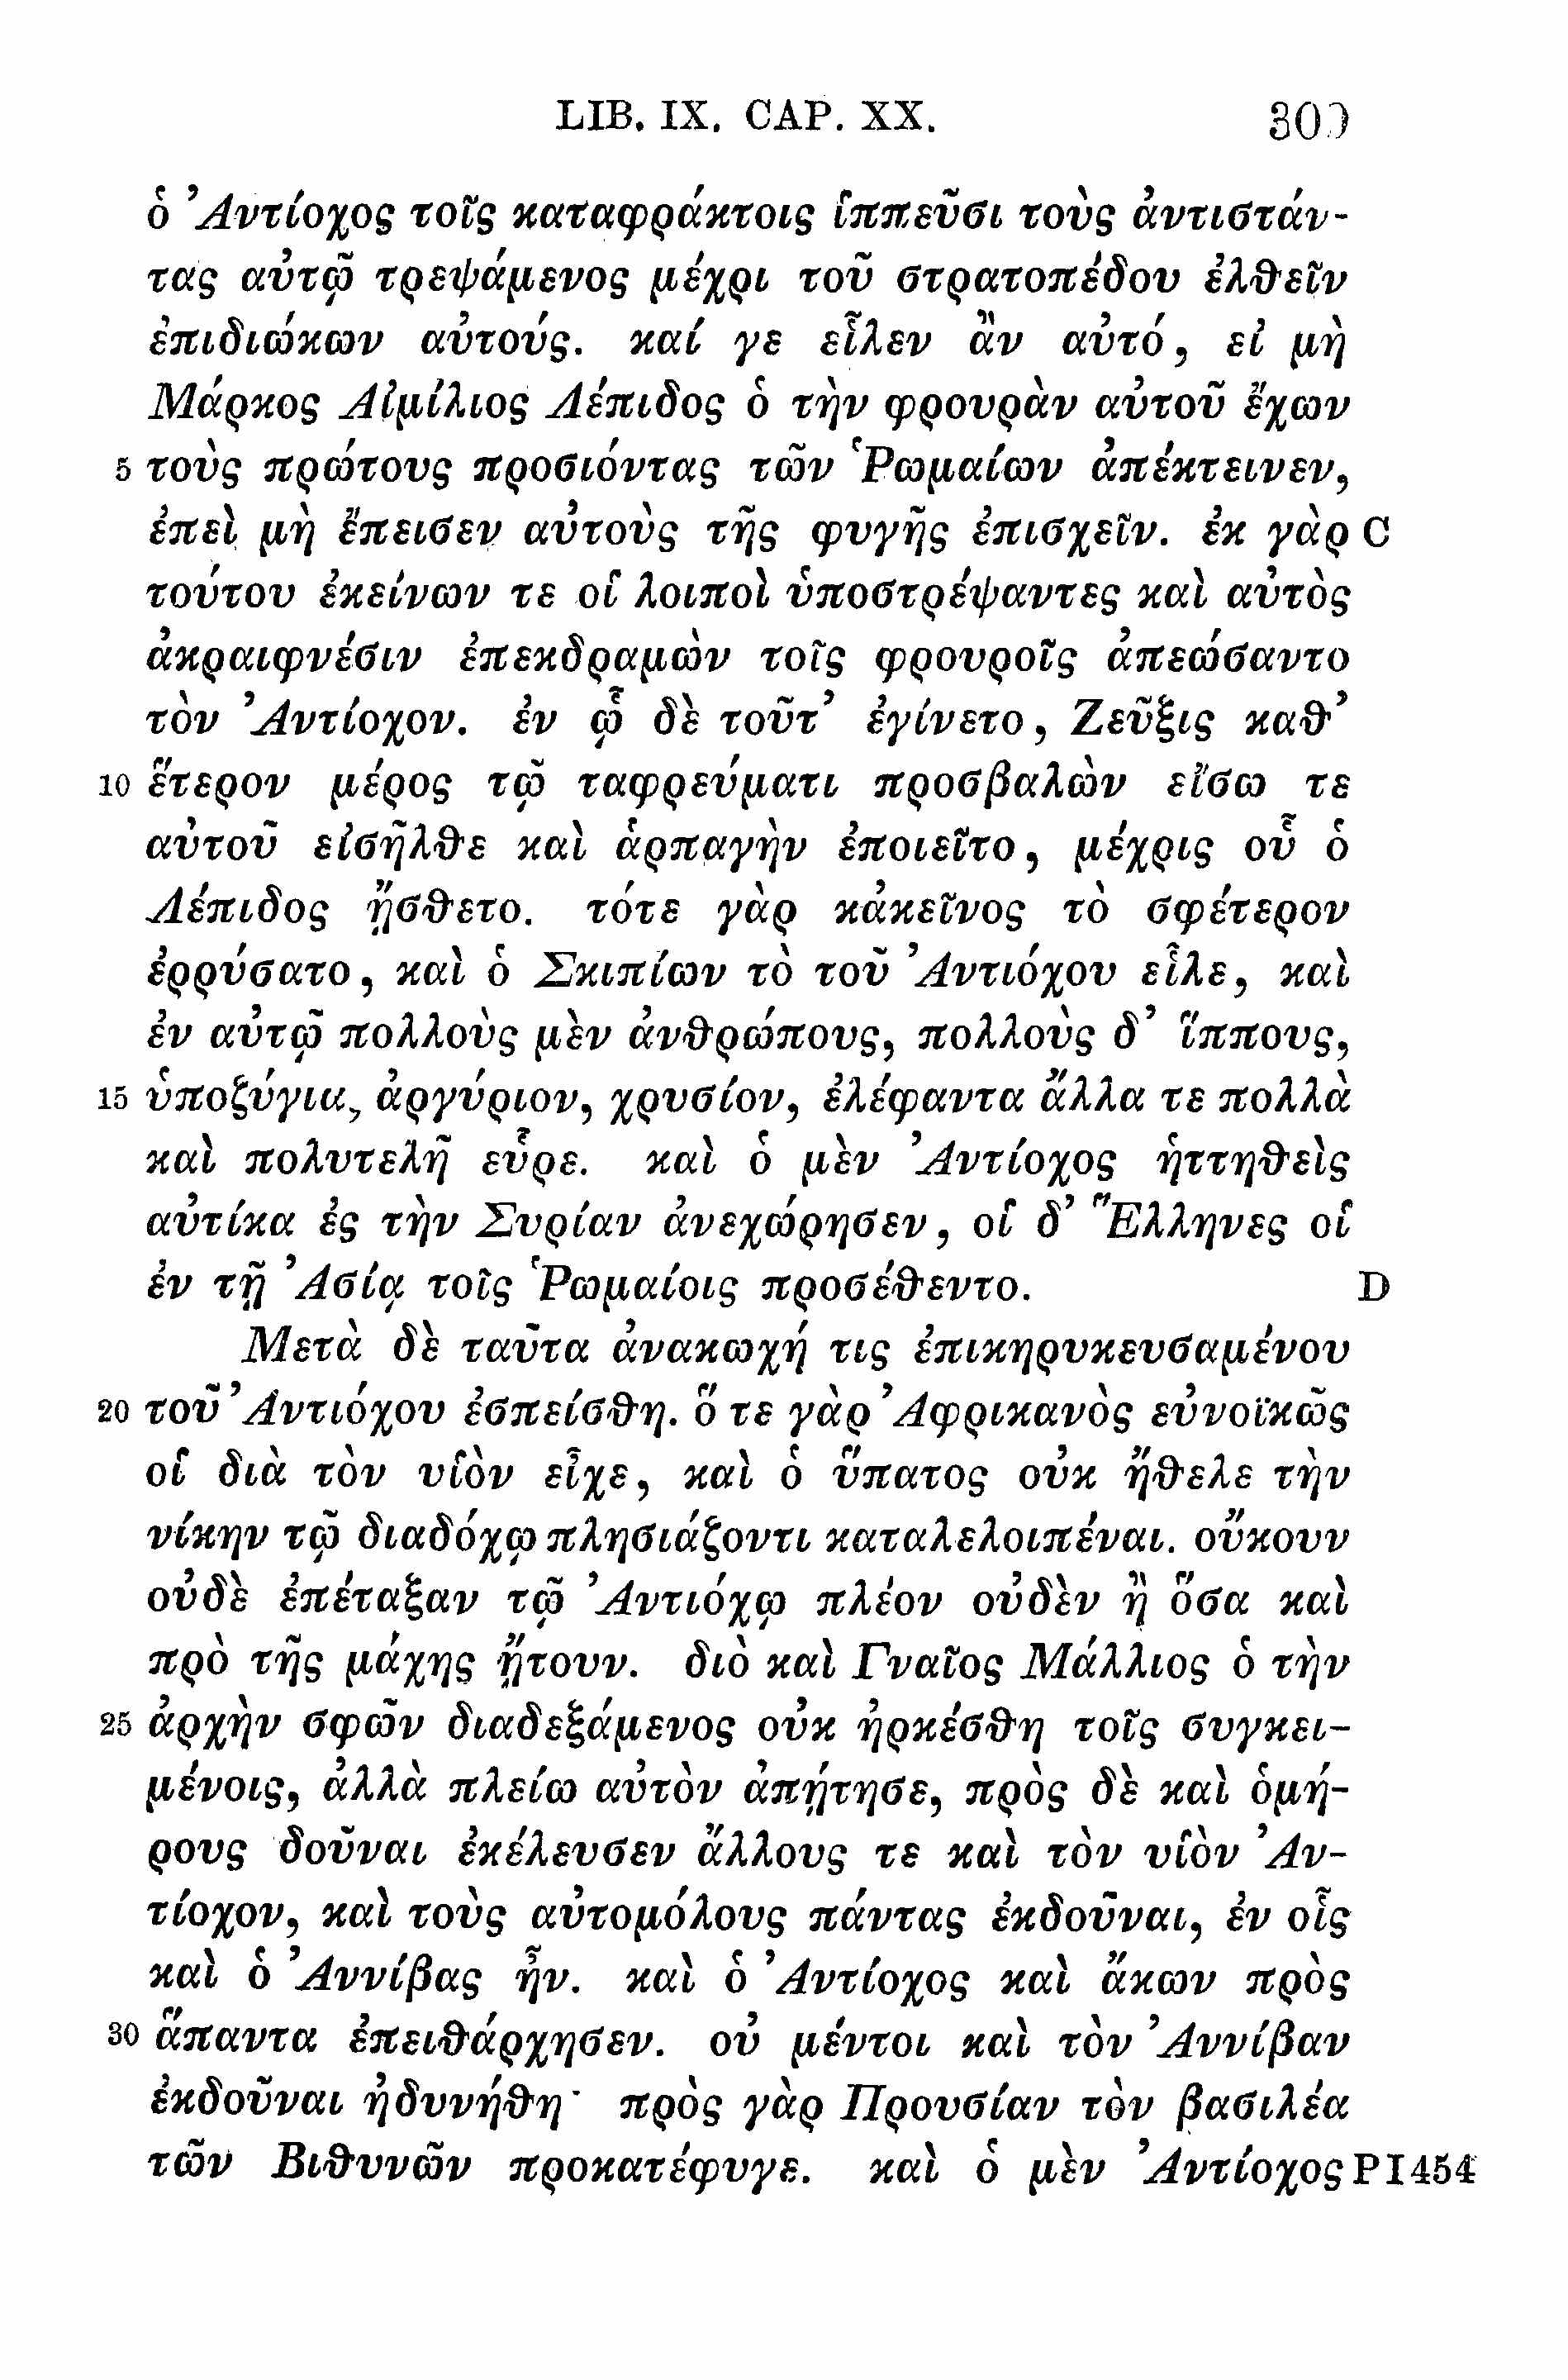 LIB. IX. CAP. XX. 309
ὁ Ἀντίοχος τοῖς καταφράκτοις ἱππεῦσι τοὺς ἀντιστάν-
τας αὐτῷ τρεψάμενος μέχρι τοῦ στρατοπέδου ἐλθεῖν
ἐπιδιώκων αὐτούς. καί γε εἷλεν ἂν αὐτό, εἰ μὴ
Μάρκος Αἰμίλιος Λέπιδος ὁ τὴν φρουρὰν αὐτοῦ ἔχων
5 τοὺς πρώτους προσιόντας τῶν Ῥωμαίων ἀπέκτεινεν,
ἐπεὶ μὴ ἔπεισεν αὐτοὺς τῆς φυγῆς ἐπισχεῖν. ἐκ γὰρ C
τούτου ἐκείνων τε οἱ λοιποὶ ὑποστρέψαντες καὶ αὐτὸς
ἀκραιφνέσιν ἐπεκδραμὼν τοῖς φρουροῖς ἀπεώσαντο
τὸν Ἀντίοχον. ἐν ᾧ δὲ τοῦτ’ ἐγίνετο, Ζεῦξις καθ’
10 ἕτερον μέρος τῷ ταφρεύματι προσβαλὼν εἴσω τε
αὐτοῦ εἰσῆλθε καὶ ἁρπαγὴν ἐποιεῖτο, μέχρις οὗ ὁ
Λέπιδος ᾔσθετο. τότε γὰρ κἀκεῖνος τὸ σφέτερον
ἐρρύσατο, καὶ ὁ Σκιπίων τὸ τοῦ Ἀντιόχου εἷλε, καὶ
ἐν αὐτῷ πολλοὺς μὲν ἀνθρώπους, πολλοὺς δ’ ἵππους,
15 ὑποζύγια, ἀργύριον, χρυσίον, ἐλέφαντα ἄλλα τε πολλὰ
καὶ πολυτελῆ εὗρε. καὶ ὁ μὲν Ἀντίοχος ἡττηθεὶς
αὐτίκα ἐς τὴν Συρίαν ἀνεχώρησεν, οἱ δ’ Ἕλληνες οἱ
ἐν τῇ Ἀσίᾳ τοῖς Ῥωμαίοις προσέθεντο. D
Μετὰ δὲ ταῦτα ἀνακωχή τις ἐπικηρυκευσαμένου
20 τοῦ Ἀντιόχου ἐσπείσθη. ὅ τε γὰρ Ἀφρικανὸς εὐνοϊκῶς
οἱ διὰ τὸν υἱὸν εἶχε, καὶ ὁ ὕπατος οὐκ ἤθελε τὴν
νίκην τῷ διαδόχῳ πλησιάζοντι καταλελοιπέναι. οὔκουν
οὐδὲ ἐπέταξαν τῷ Ἀντιόχῳ πλέον οὐδὲν ἢ ὅσα καὶ
πρὸ τῆς μάχης ᾔτουν. διὸ καὶ Γναῖος Μάλλιος ὁ τὴν
25 ἀρχὴν σφῶν διαδεξάμενος οὐκ ἠρκέσθη τοῖς συγκει-
μένοις, ἀλλὰ πλείω αὐτὸν ἀπῄτησε, πρὸς δὲ καὶ ὁμή-
ρους δοῦναι ἐκέλευσεν ἄλλους τε καὶ τὸν υἱὸν Ἀν-
τίοχον, καὶ τοὺς αὐτομόλους πάντας ἐκδοῦναι, ἐν οἷς
καὶ ὁ Ἀννίβας ἦν. καὶ ὁ Ἀντίοχος καὶ ἄκων πρὸς
30 ἅπαντα ἐπειθάρχησεν. οὐ μέντοι καὶ τὸν Ἀννίβαν
ἐκδοῦναι ἠδυνήθη· πρὸς γὰρ Προυσίαν τὸν βασιλέα
τῶν Βιθυνῶν προκατέφυγε. καὶ ὁ μὲν Ἀντίοχος PI454